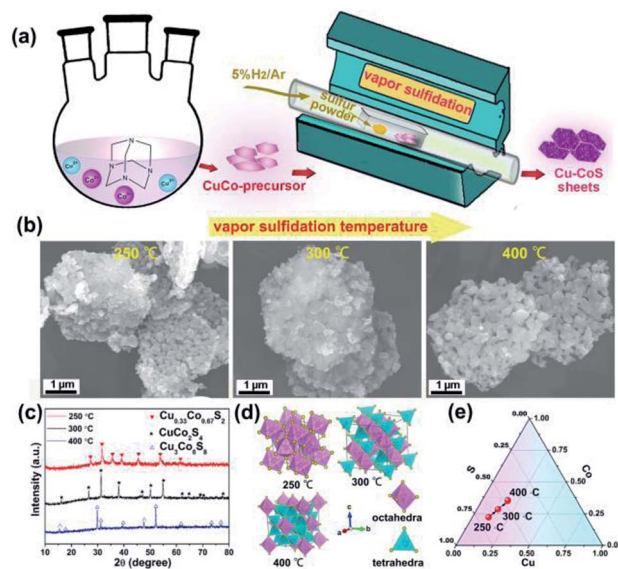 (a)
5%H2/Ar
sulfur
powder
vapor sulfidation
N
N
N
N
Co
Co
CuCo-precursor
Cu-CoS
sheets
(b)
vapor sulfidation temperature
250 ℃
300 ℃
400 ℃
1 μm
1 μm
1 μm
(c)
250 °C
300 °C
400 °C
Cu0.33Co0.67S2
CuCo2S4
Cu3Co6S8
Intensity (a.u.)
10 20 30 40 50 60 70 80
2θ (degree)
(d)
250℃
300℃
400℃
c
a
b
octahedra
tetrahedra
(e)
0.00
1.00
0.25
0.75
0.50
0.50
0.75
0.25
1.00
0.00
S
Co
400 °C
300 °C
250 °C
0.00 0.25 0.50 0.75 1.00
Cu